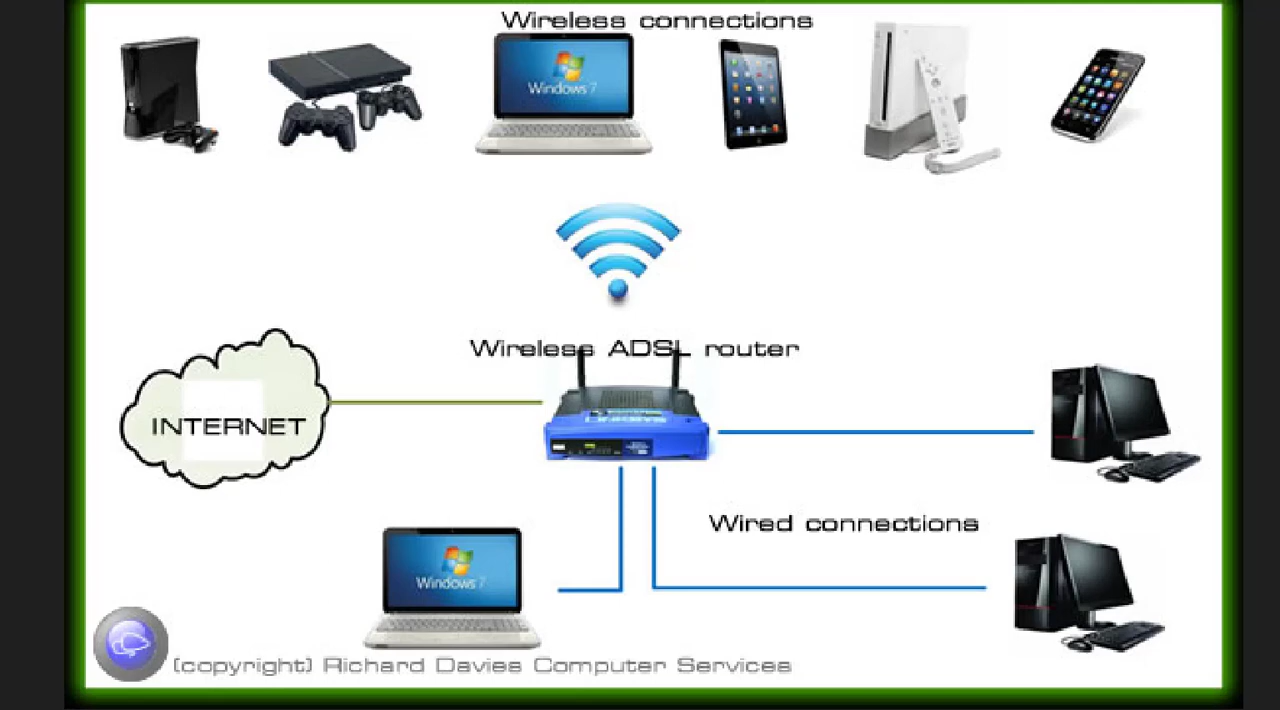 Wireless connections
Windows 7
Wireless ADSL router
INTERNET
Wired connections
Windows 7
(copyright) Richard Davies Computer Services